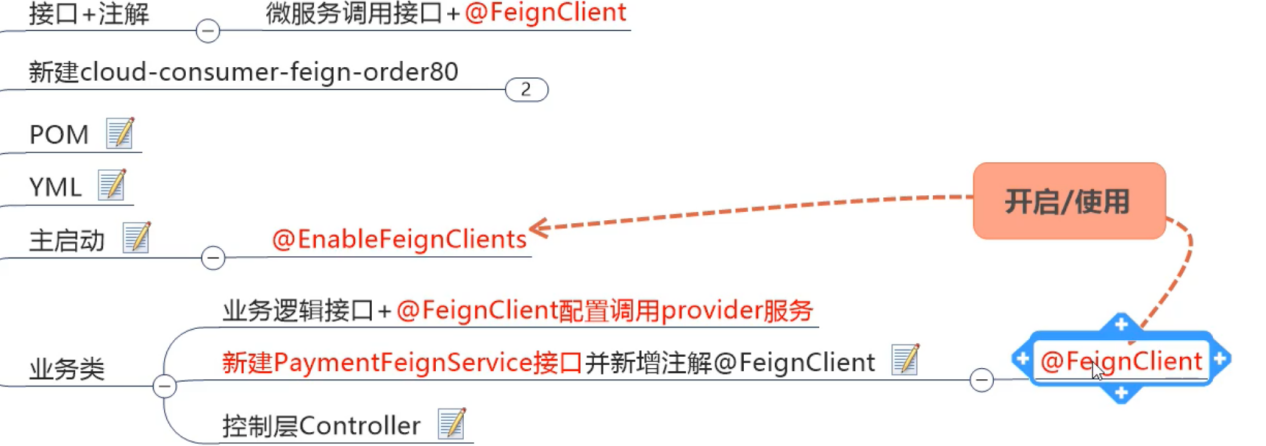 接口+注解
微服务调用接口+@FeignClient
新建cloud-consumer-feign-order80
2
POM
YML
主启动
@EnableFeignClients
开启/使用
业务类
业务逻辑接口+@FeignClient配置调用provider服务
新建PaymentFeignService接口并新增注解@FeignClient
@FeignClient
控制层Controller